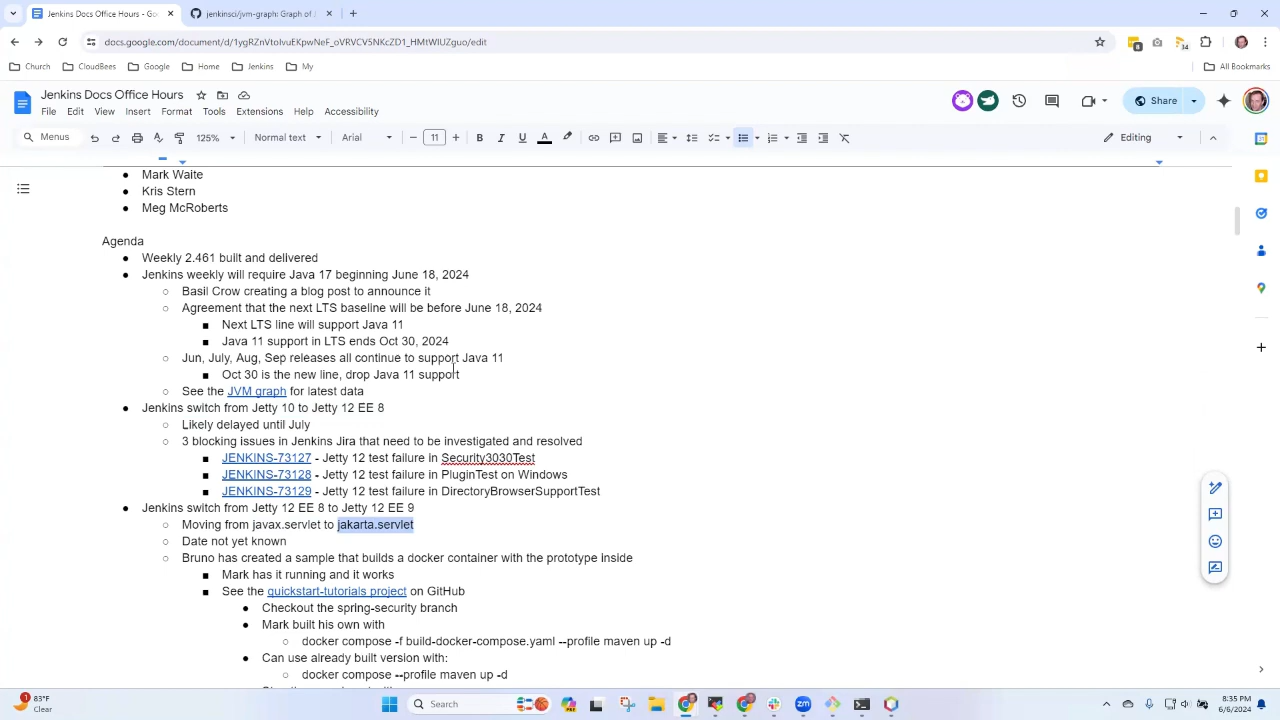 Jenkins Docs Office Hours - Go
jenkinsci/jvm-graph: Graph of J
docs.google.com/document/d/1ygRZnVtoIvuEKpwNeF_oVRVCV5NKcZD1_HMtWIUZguo/edit
Church
CloudBees
Google
Home
Jenkins
My
All Bookmarks
Jenkins Docs Office Hours
File Edit View Insert Format Tools Extensions Help Accessibility
Share
Menus
125%
Normal text
Arial
11
Editing
• Mark Waite
• Kris Stern
• Meg McRoberts
Agenda
• Weekly 2.461 built and delivered
• Jenkins weekly will require Java 17 beginning June 18, 2024
○ Basil Crow creating a blog post to announce it
○ Agreement that the next LTS baseline will be before June 18, 2024
■ Next LTS line will support Java 11
■ Java 11 support in LTS ends Oct 30, 2024
○ Jun, July, Aug, Sep releases all continue to support Java 11
■ Oct 30 is the new line, drop Java 11 support
○ See the JVM graph for latest data
• Jenkins switch from Jetty 10 to Jetty 12 EE 8
○ Likely delayed until July
○ 3 blocking issues in Jenkins Jira that need to be investigated and resolved
■ JENKINS-73127 - Jetty 12 test failure in Security3030Test
■ JENKINS-73128 - Jetty 12 test failure in PluginTest on Windows
■ JENKINS-73129 - Jetty 12 test failure in DirectoryBrowserSupportTest
• Jenkins switch from Jetty 12 EE 8 to Jetty 12 EE 9
○ Moving from javax.servlet to jakarta.servlet
○ Date not yet known
○ Bruno has created a sample that builds a docker container with the prototype inside
■ Mark has it running and it works
■ See the quickstart-tutorials project on GitHub
• Checkout the spring-security branch
• Mark built his own with
○ docker compose -f build-docker-compose.yaml --profile maven up -d
• Can use already built version with:
○ docker compose --profile maven up -d
83°F
Clear
Search
8:35 PM
6/6/2024